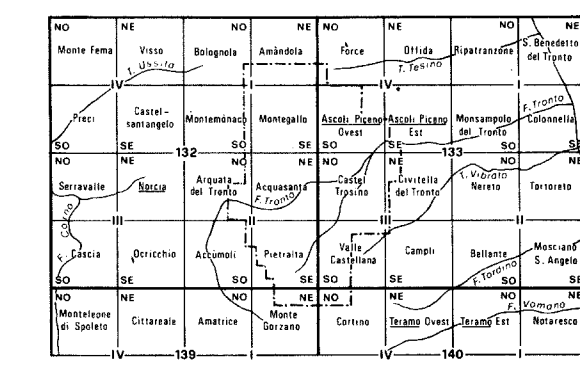 NO NE NO NE NO NE NO NE
Monte Fema Visso Bolognola Amàndola Force Offida Ripatranzone S. Benedetto
del Tronto
T. Ussita T. Tesino
IV I IV I
Preci Castel- Montemònaco Montegallo Ascoli Piceno Ascoli Piceno Monsampolo F. Tronto Colonnella
santangelo Ovest Est del Tronto
SO SE SO SE SO SE SO SE
132 133
NO NE NO NE NO NE NO NE
Serravalle Norcia Arquata Acquasanta Castel Civitella T. Vibrata Tortoreto
del Tronto F. Tronto Trosino del Tronto Nereto
F. Corno
III II III II
Cascia Ocricchio Accùmoli Pietralta Valle Campli Bellante Mosciano
Castellana S. Angelo
F. Tordino
SO SE SO SE SO SE SO SE
NO NE NO NE NO NE NO NE
Monteleone Cittareale Amatrice Monte Cortino Teramo Ovest Teramo Est F. Vomano Notaresco
di Spoleto Gorzano
IV 139 I IV 140 I